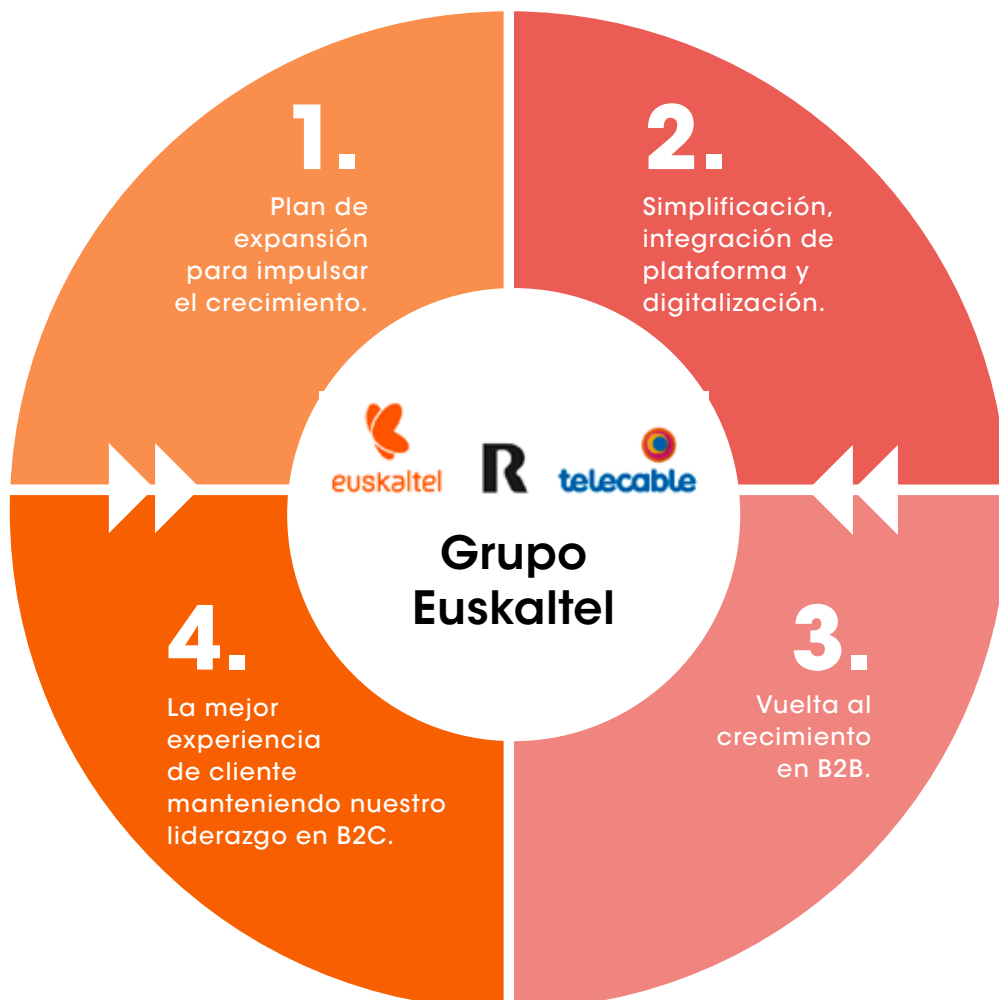 1.
Plan de
expansión
para impulsar
el crecimiento.
2.
Simplificación,
integración de
plataforma y
digitalización.
euskaltel R telecable
Grupo
Euskaltel
4.
La mejor
experiencia
de cliente
manteniendo nuestro
liderazgo en B2C.
3.
Vuelta al
crecimiento
en B2B.